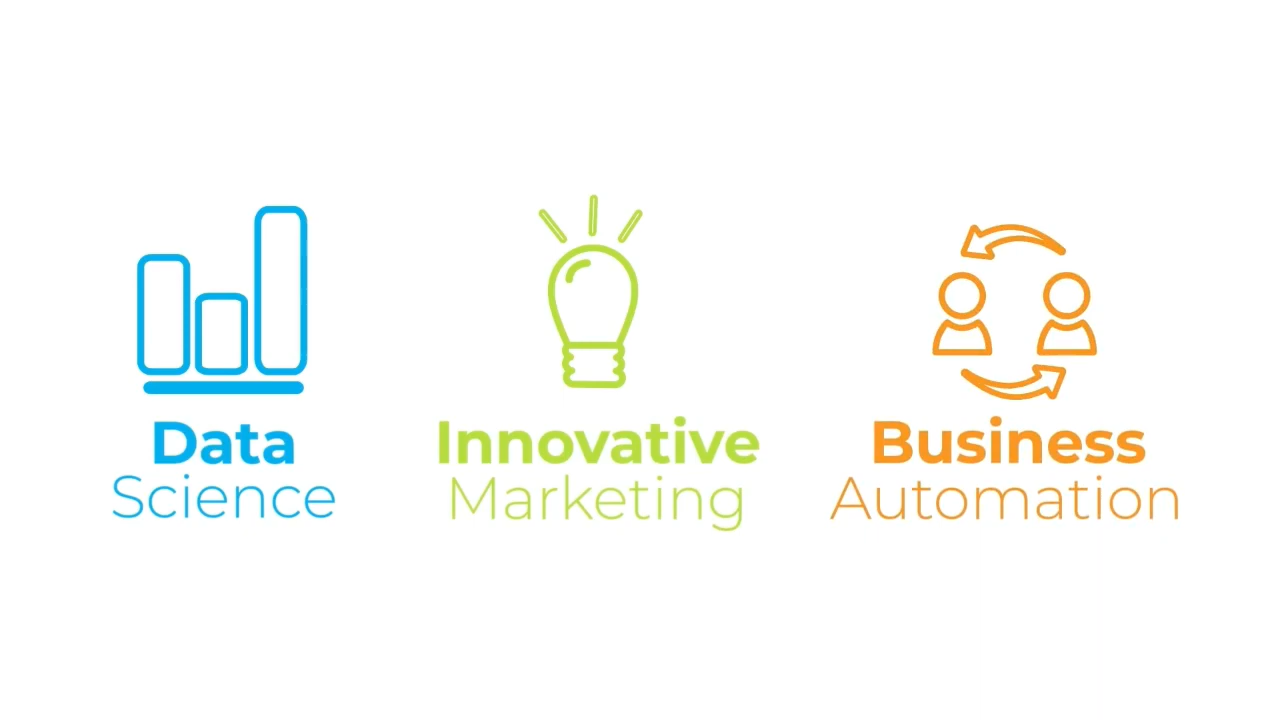 Data
Science
Innovative
Marketing
Business
Automation